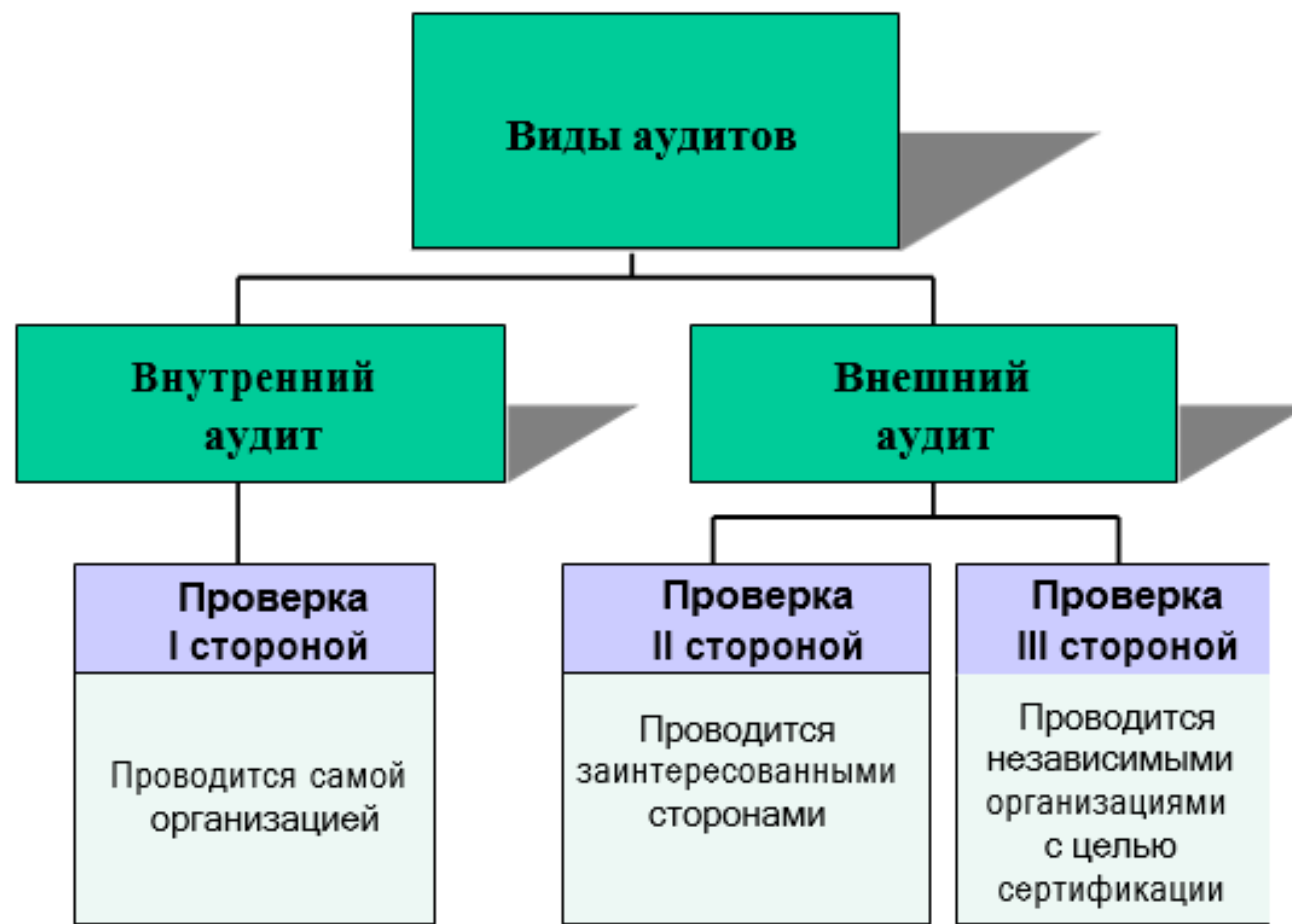 Виды аудитов
Внутренний
аудит
Внешний
аудит
Проверка
I стороной
Проводится самой
организацией
Проверка
II стороной
Проводится
заинтересованными
сторонами
Проверка
III стороной
Проводится
независимыми
организациями
с целью
сертификации